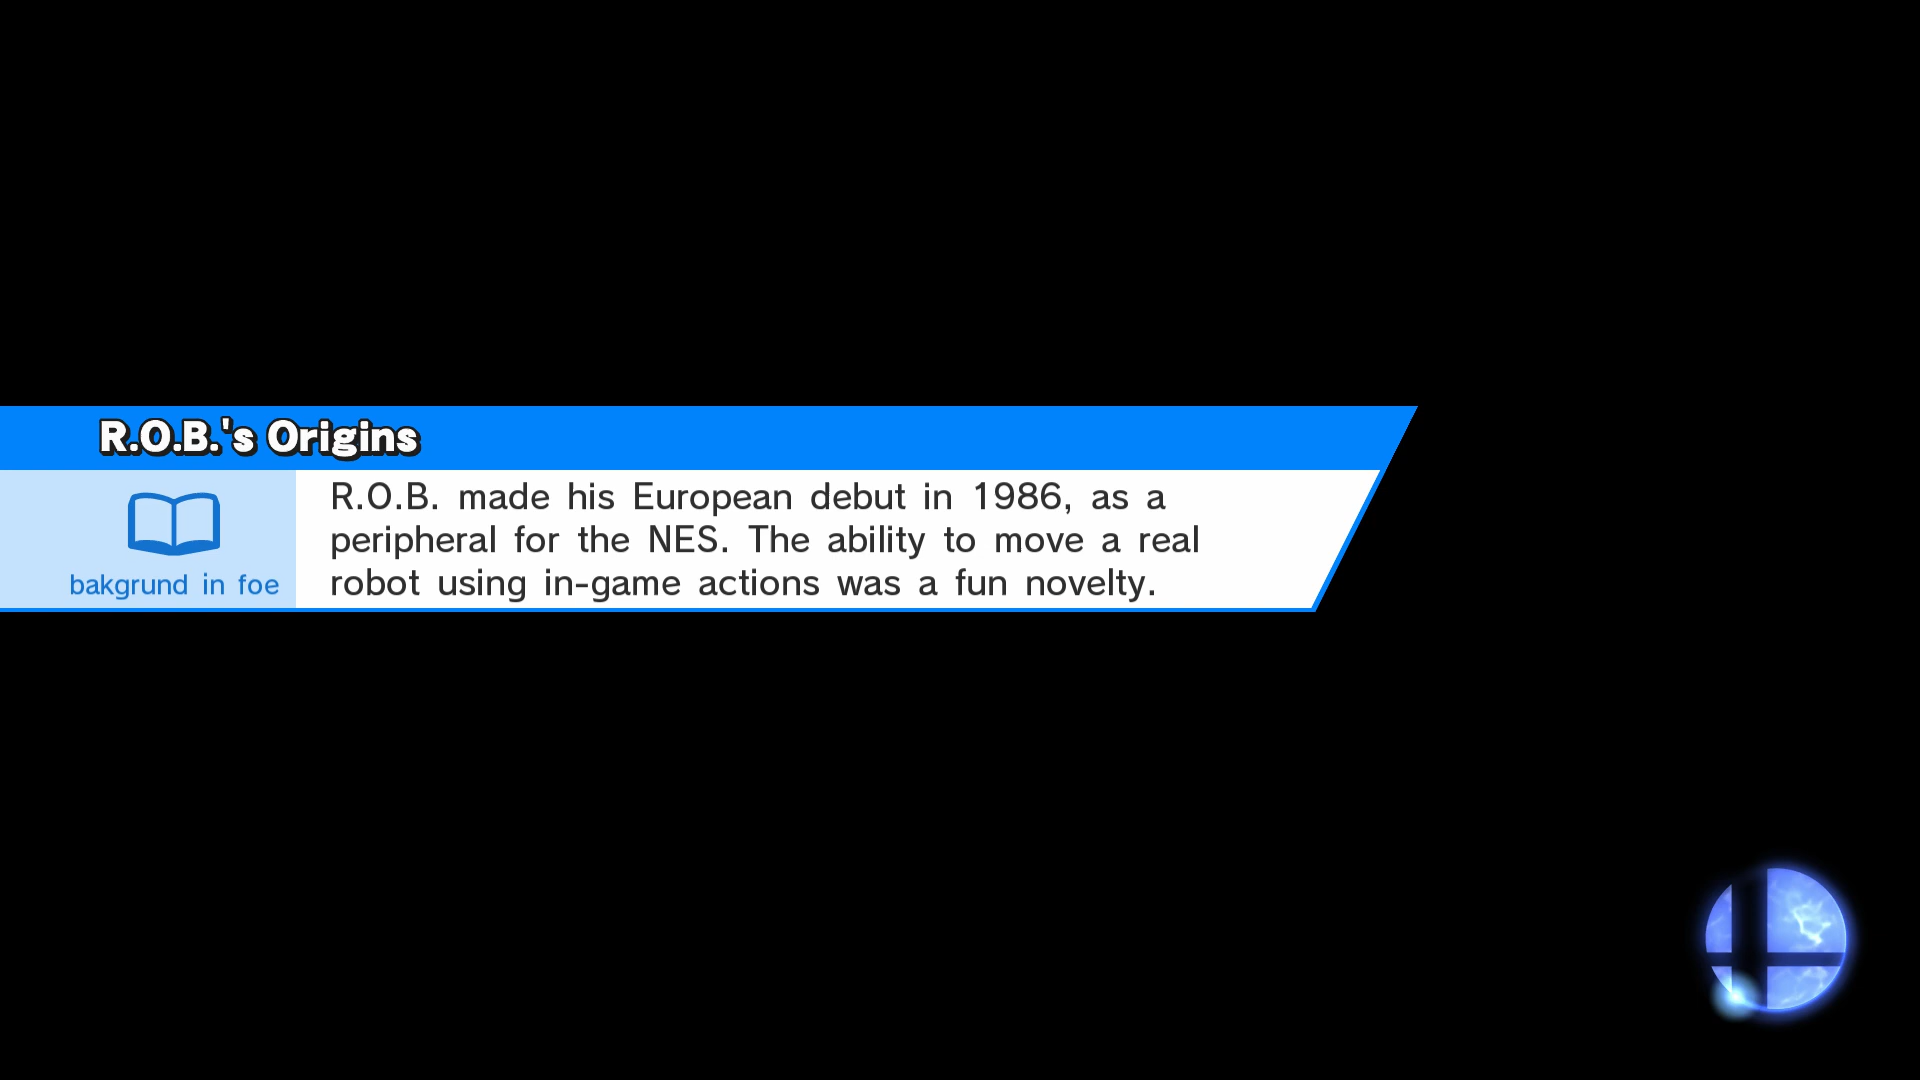 R.O.B.'s Origins
bakgrund in foe
R.O.B. made his European debut in 1986, as a
peripheral for the NES. The ability to move a real
robot using in-game actions was a fun novelty.